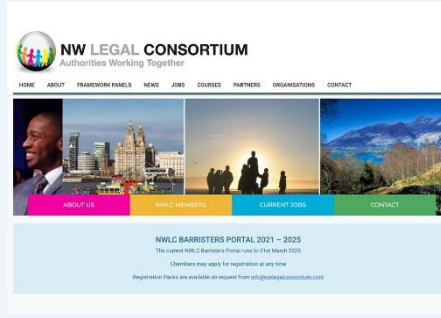 NW LEGAL CONSORTIUM
Authorities Working Together
HOME ABOUT FRAMEWORK PANELS NEWS JOBS COURSES PARTNERS ORGANISATIONS CONTACT
ABOUT US NWLC MEMBERS CURRENT JOBS CONTACT
NWLC BARRISTERS PORTAL 2021 – 2025
The current NWLC Barristers Portal runs to 31st March 2025
Chambers may apply for registration at any time
Registration Packs are available on request from info@nwlegalconsortium.com